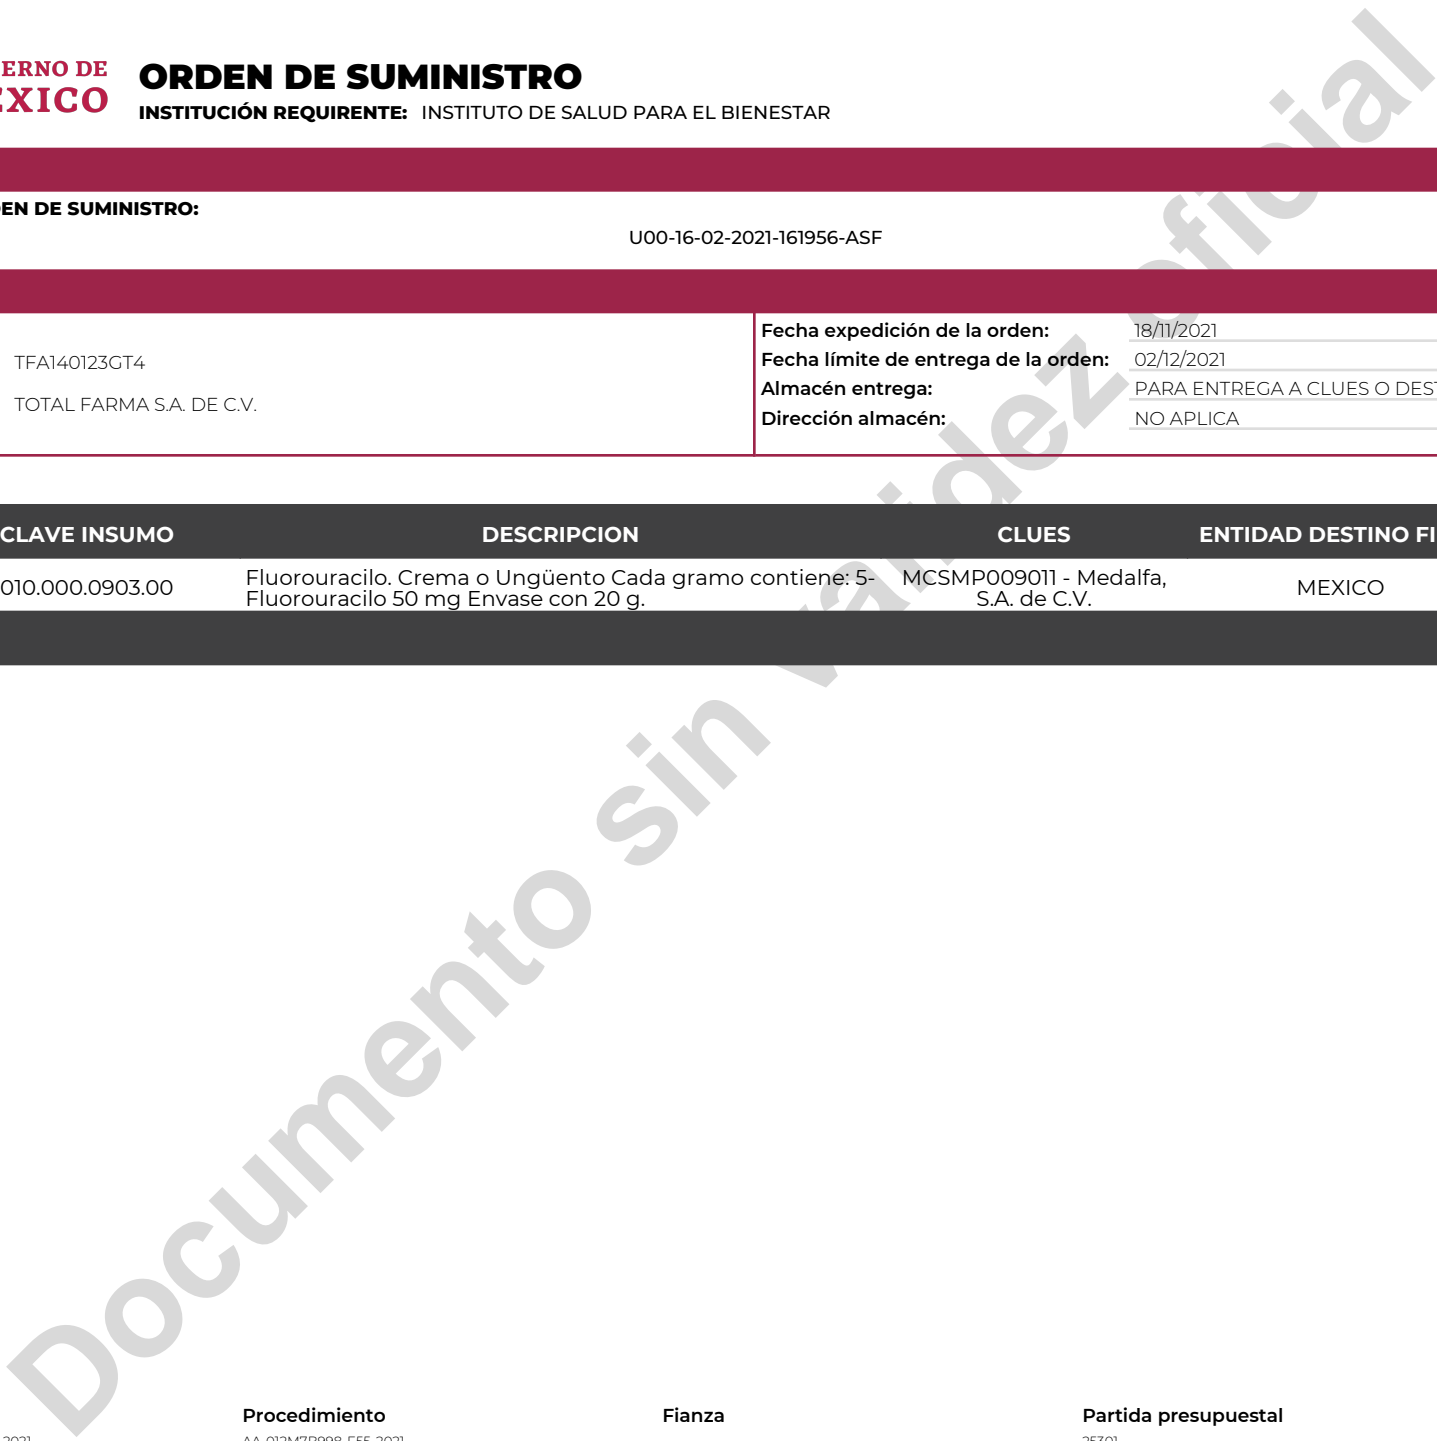 ERNO DE
EXICO
ORDEN DE SUMINISTRO
INSTITUCIÓN REQUIRENTE: INSTITUTO DE SALUD PARA EL BIENESTAR
EN DE SUMINISTRO:
U00-16-02-2021-161956-ASF
TFA140123GT4
TOTAL FARMA S.A. DE C.V.
Fecha expedición de la orden: 18/11/2021
Fecha límite de entrega de la orden: 02/12/2021
Almacén entrega: PARA ENTREGA A CLUES O DEST
Dirección almacén: NO APLICA
CLAVE INSUMO DESCRIPCION CLUES ENTIDAD DESTINO FI
010.000.0903.00 Fluorouracilo. Crema o Ungüento Cada gramo contiene: 5- MCSMP009011 - Medalfa, MEXICO
Fluorouracilo 50 mg Envase con 20 g. S.A. de C.V.
Documento sin validez oficial
Procedimiento Fianza Partida presupuestal